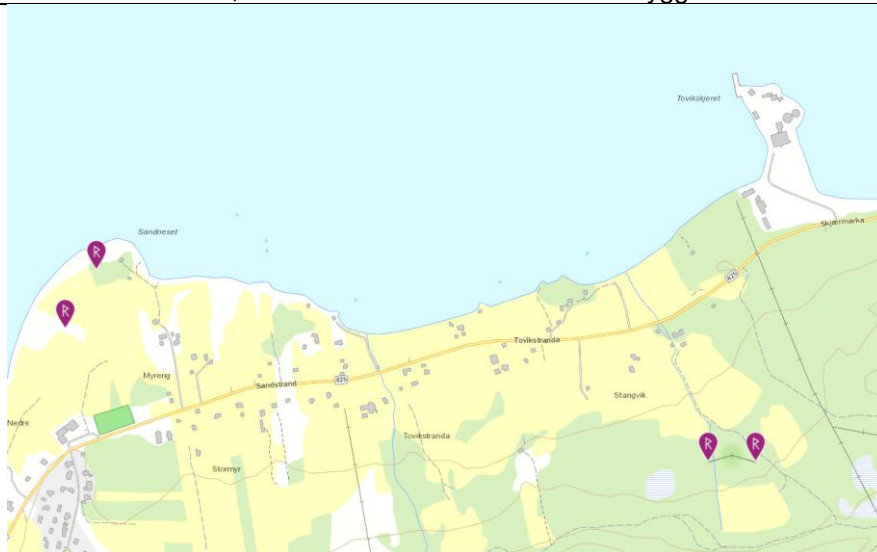 Tovikskjeret
Skjærmarka
Sandneset
825
Tovikstranda
825
Myreng
Sandstrand
Stangvik
Nedre
Tovikstranda
Stormyr